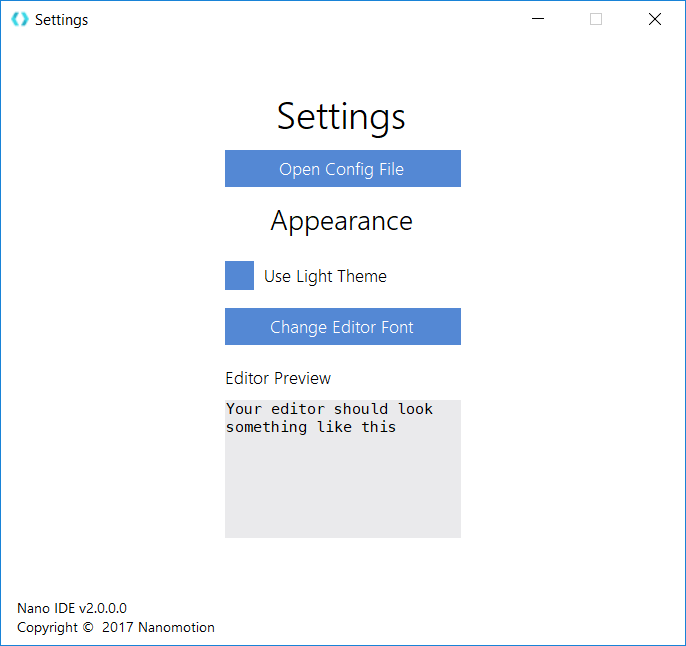 Settings
Settings
Open Config File
Appearance
Use Light Theme
Change Editor Font
Editor Preview
Your editor should look
something like this
Nano IDE v2.0.0.0
Copyright © 2017 Nanomotion